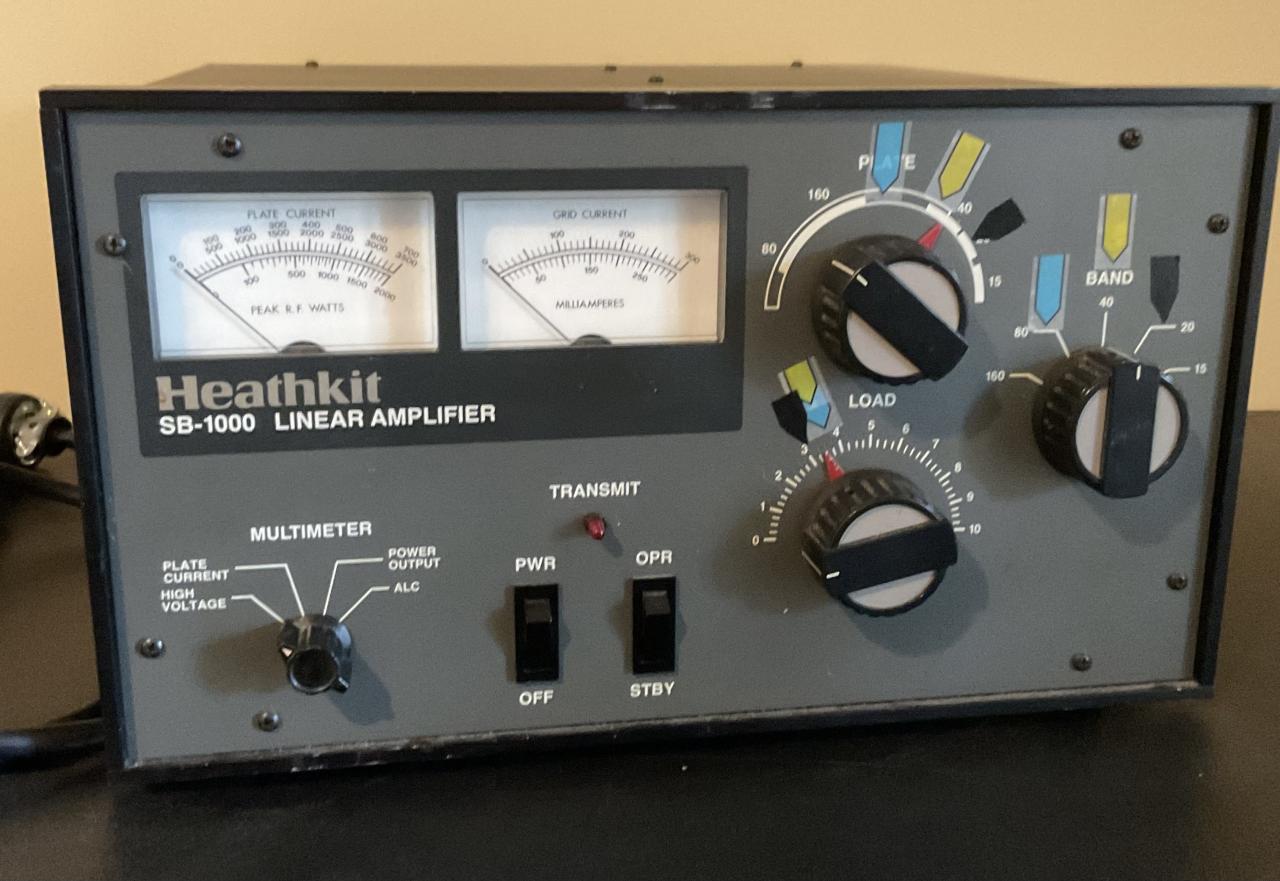 PLATE CURRENT
100 200 300 400 500 600 700
0 500 1000 1500 2000 2500 3000 3500
0 100 500 1000 1500 2000
PEAK R.F. WATTS
GRID CURRENT
0 100 200 300
50 150 250
MILLIAMPERES
Heathkit
SB-1000 LINEAR AMPLIFIER
PLATE
80
160
40
15
BAND
160
80
40
20
15
LOAD
0 1 2 3 4 5 6 7 8 9 10
TRANSMIT
MULTIMETER
PLATE
CURRENT
HIGH
VOLTAGE
POWER
OUTPUT
ALC
PWR
OFF
OPR
STBY